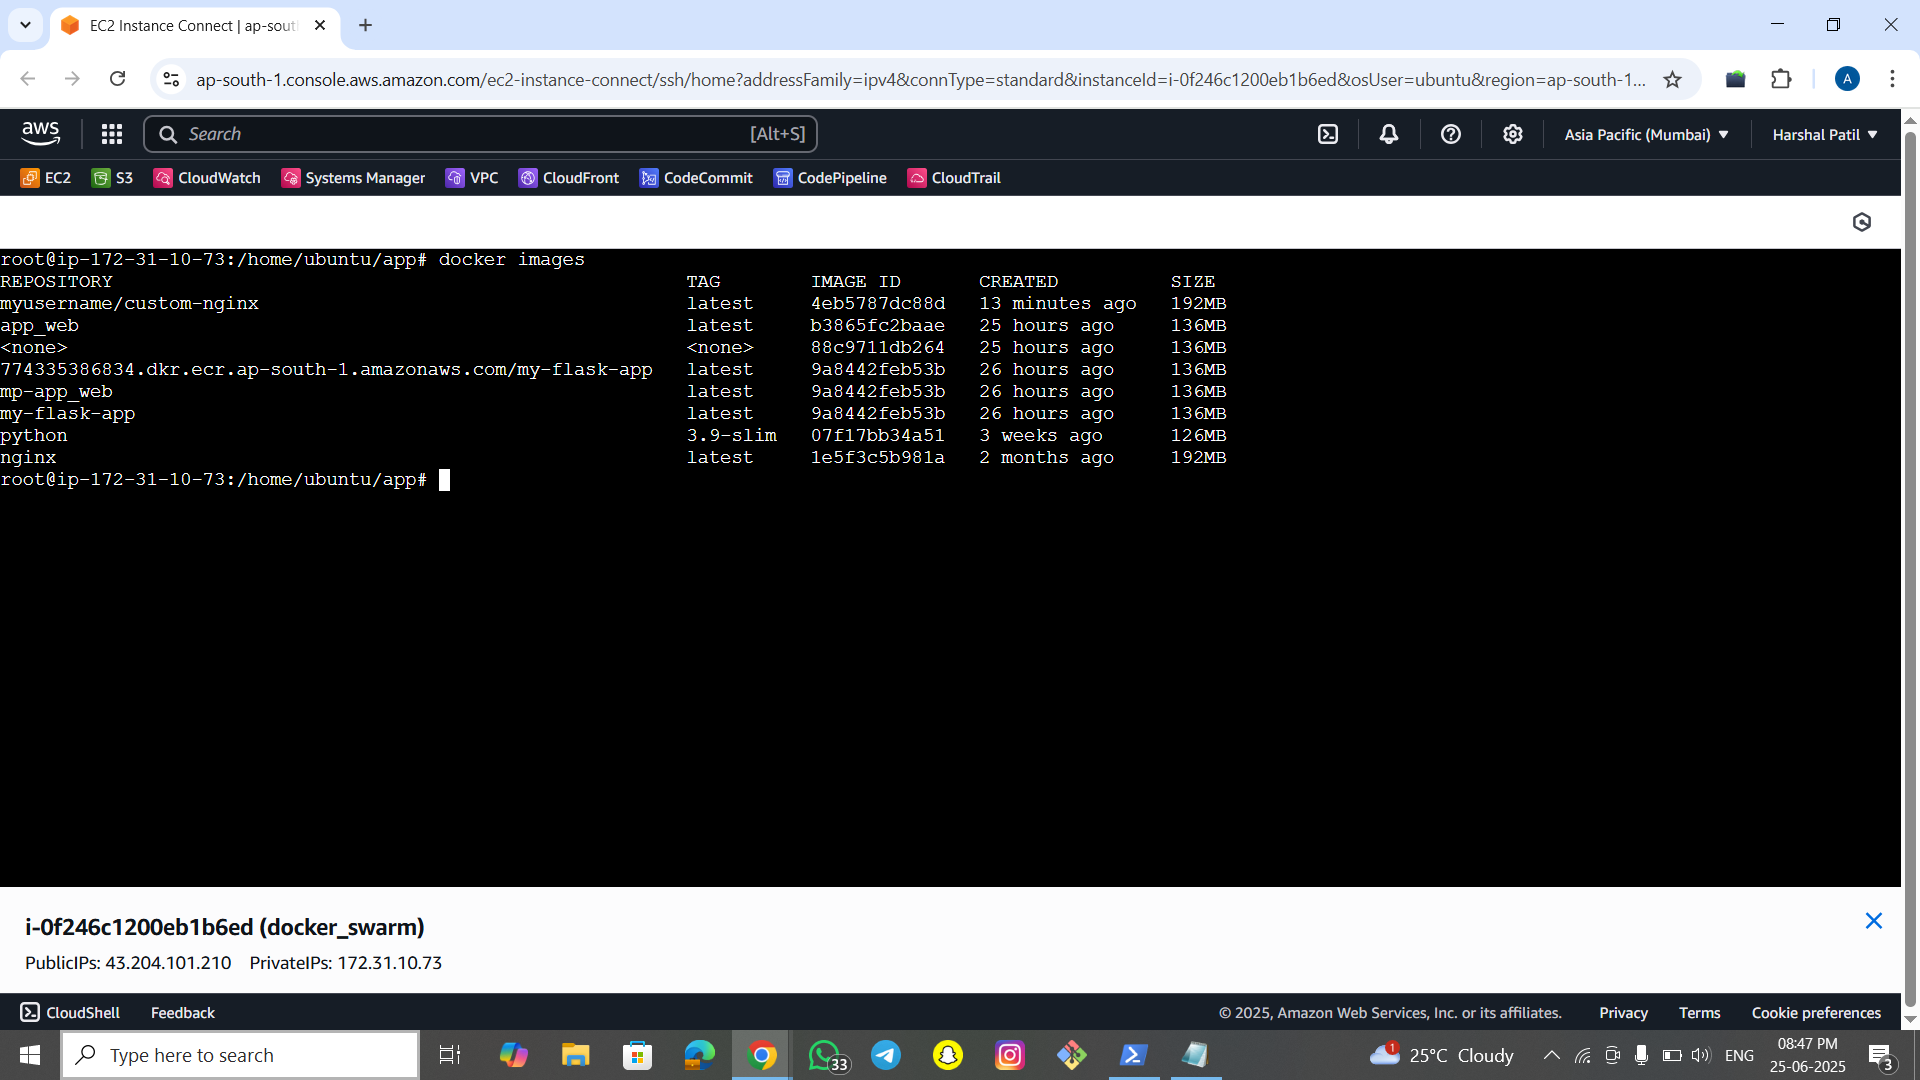 EC2 Instance Connect | ap-sout
ap-south-1.console.aws.amazon.com/ec2-instance-connect/ssh/home?addressFamily=ipv4&connType=standard&instanceId=i-0f246c1200eb1b6ed&osUser=ubuntu&region=ap-south-1... A
aws Search [Alt+S] Asia Pacific (Mumbai) Harshal Patil
EC2 S3 CloudWatch Systems Manager VPC CloudFront CodeCommit CodePipeline CloudTrail
root@ip-172-31-10-73:/home/ubuntu/app# docker images
REPOSITORY TAG IMAGE ID CREATED SIZE
myusername/custom-nginx latest 4eb5787dc88d 13 minutes ago 192MB
app_web latest b3865fc2baae 25 hours ago 136MB
<none> <none> 88c9711db264 25 hours ago 136MB
774335386834.dkr.ecr.ap-south-1.amazonaws.com/my-flask-app latest 9a8442feb53b 26 hours ago 136MB
mp-app_web latest 9a8442feb53b 26 hours ago 136MB
my-flask-app latest 9a8442feb53b 26 hours ago 136MB
python 3.9-slim 07f17bb34a51 3 weeks ago 126MB
nginx latest 1e5f3c5b981a 2 months ago 192MB
root@ip-172-31-10-73:/home/ubuntu/app#
i-0f246c1200eb1b6ed (docker_swarm)
PublicIPs: 43.204.101.210 PrivateIPs: 172.31.10.73
CloudShell Feedback © 2025, Amazon Web Services, Inc. or its affiliates. Privacy Terms Cookie preferences
Type here to search 33 1 25°C Cloudy ENG 08:47 PM 3
25-06-2025